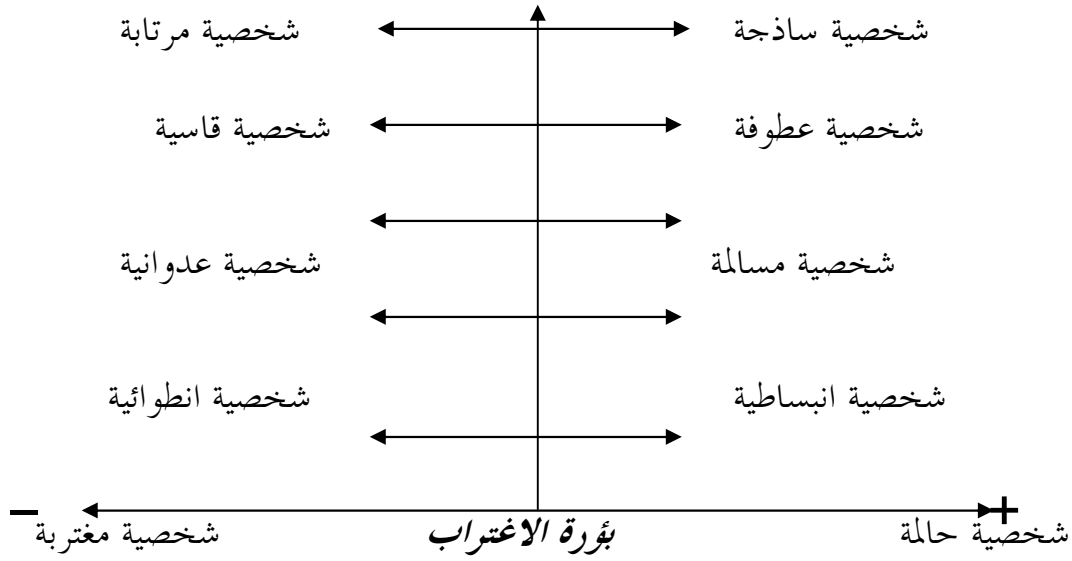 شخصية ساذجة شخصية مرتابة
شخصية عطوفة شخصية قاسية
شخصية مسالمة شخصية عدوانية
شخصية انبساطية شخصية انطوائية
+ −
شخصية حالمة بؤرة الاغتراب شخصية مغتربة